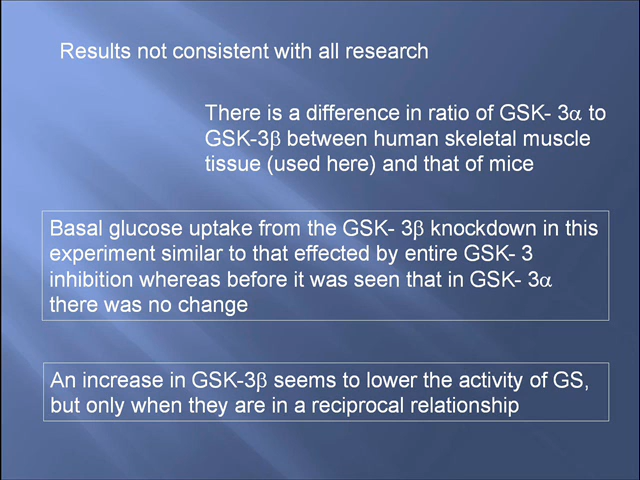 Results not consistent with all research
There is a difference in ratio of GSK- 3α to
GSK-3β between human skeletal muscle
tissue (used here) and that of mice
Basal glucose uptake from the GSK- 3β knockdown in this
experiment similar to that effected by entire GSK- 3
inhibition whereas before it was seen that in GSK- 3α
there was no change
An increase in GSK-3β seems to lower the activity of GS,
but only when they are in a reciprocal relationship